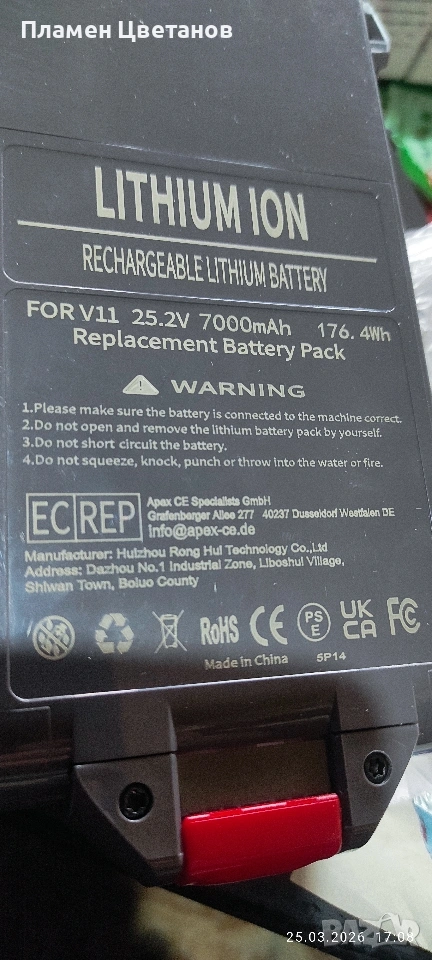 Пламен Цветанов
LITHIUM ION
RECHARGEABLE LITHIUM BATTERY
FOR V11 25.2V 7000mAh 176.4Wh
Replacement Battery Pack
WARNING
1.Please make sure the battery is connected to the machine correct.
2.Do not open and remove the lithium battery pack by yourself.
3.Do not short circuit the battery.
4.Do not squeeze, knock, punch or throw into the water or fire.
EC REP
Apex CE Specialists GmbH
Grafenberger Allee 277 40237 Dusseldorf Westfalen DE
info@apex-ce.de
Manufacturer: Huizhou Rong Hui Technology Co.,Ltd
Address: Dazhou No.1 Industrial Zone, Liboshui Village,
Shiwan Town, Boluo County
RoHS CE PS E UK CA FC
Made in China 5P14
25.03.2026 17:08
BAZAR